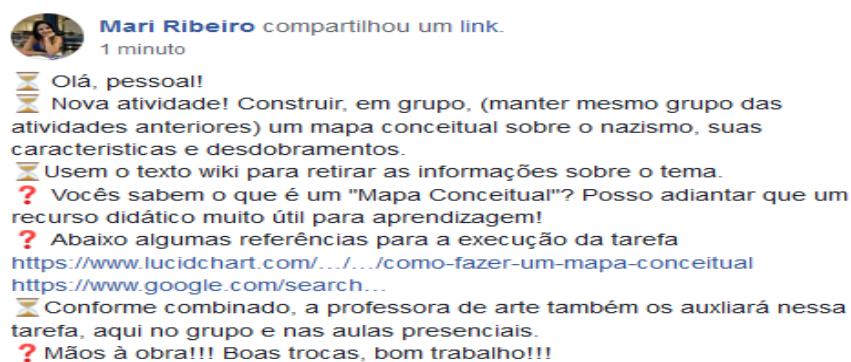 Mari Ribeiro compartilhou um link.
1 minuto
⏳ Olá, pessoal!
⏳ Nova atividade! Construir, em grupo, (manter mesmo grupo das
atividades anteriores) um mapa conceitual sobre o nazismo, suas
caracteristicas e desdobramentos.
⏳Usem o texto wiki para retirar as informações sobre o tema.
❓ Vocês sabem o que é um "Mapa Conceitual"? Posso adiantar que um
recurso didático muito útil para aprendizagem!
❓ Abaixo algumas referências para a execução da tarefa
https://www.lucidchart.com/…/…/como-fazer-um-mapa-conceitual
https://www.google.com/search…
⏳Conforme combinado, a professora de arte também os auxliará nessa
tarefa, aqui no grupo e nas aulas presenciais.
❓Mãos à obra!!! Boas trocas, bom trabalho!!!